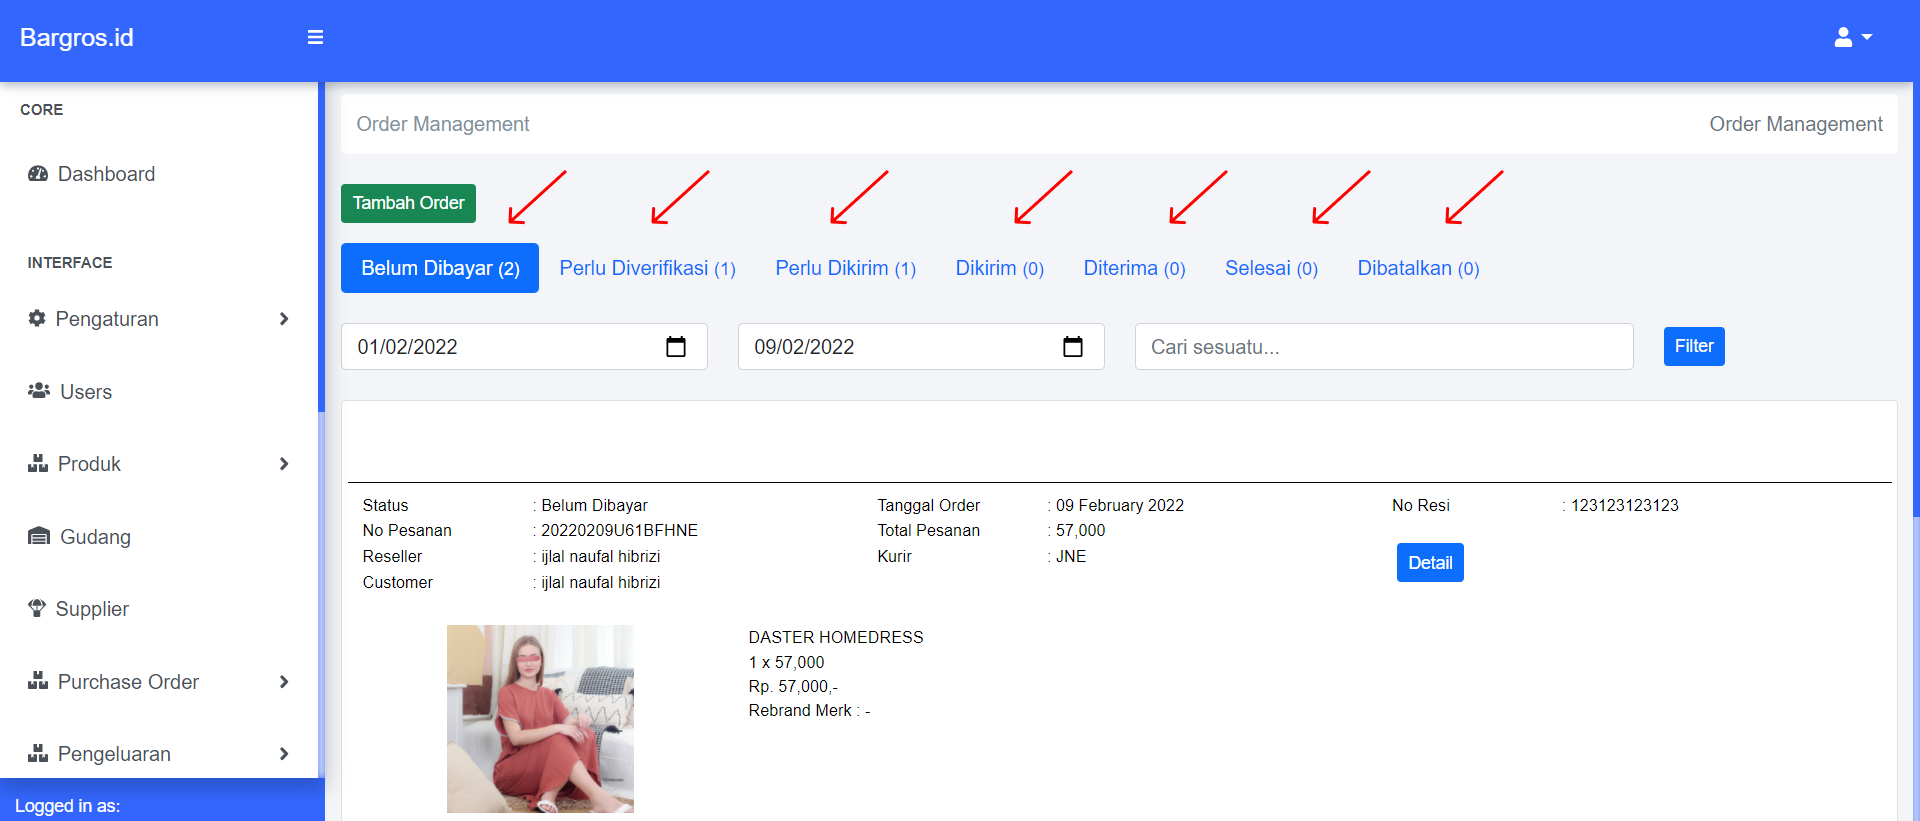 Bargros.id
CORE
Dashboard
INTERFACE
Pengaturan
Users
Produk
Gudang
Supplier
Purchase Order
Pengeluaran
Logged in as:
Order Management
Order Management
Tambah Order
Belum Dibayar (2)
Perlu Diverifikasi (1)
Perlu Dikirim (1)
Dikirim (0)
Diterima (0)
Selesai (0)
Dibatalkan (0)
01/02/2022
09/02/2022
Cari sesuatu...
Filter
Status : Belum Dibayar
No Pesanan : 20220209U61BFHNE
Reseller : ijlal naufal hibrizi
Customer : ijlal naufal hibrizi
Tanggal Order : 09 February 2022
Total Pesanan : 57,000
Kurir : JNE
No Resi : 123123123123
Detail
DASTER HOMEDRESS
1 x 57,000
Rp. 57,000,-
Rebrand Merk : -